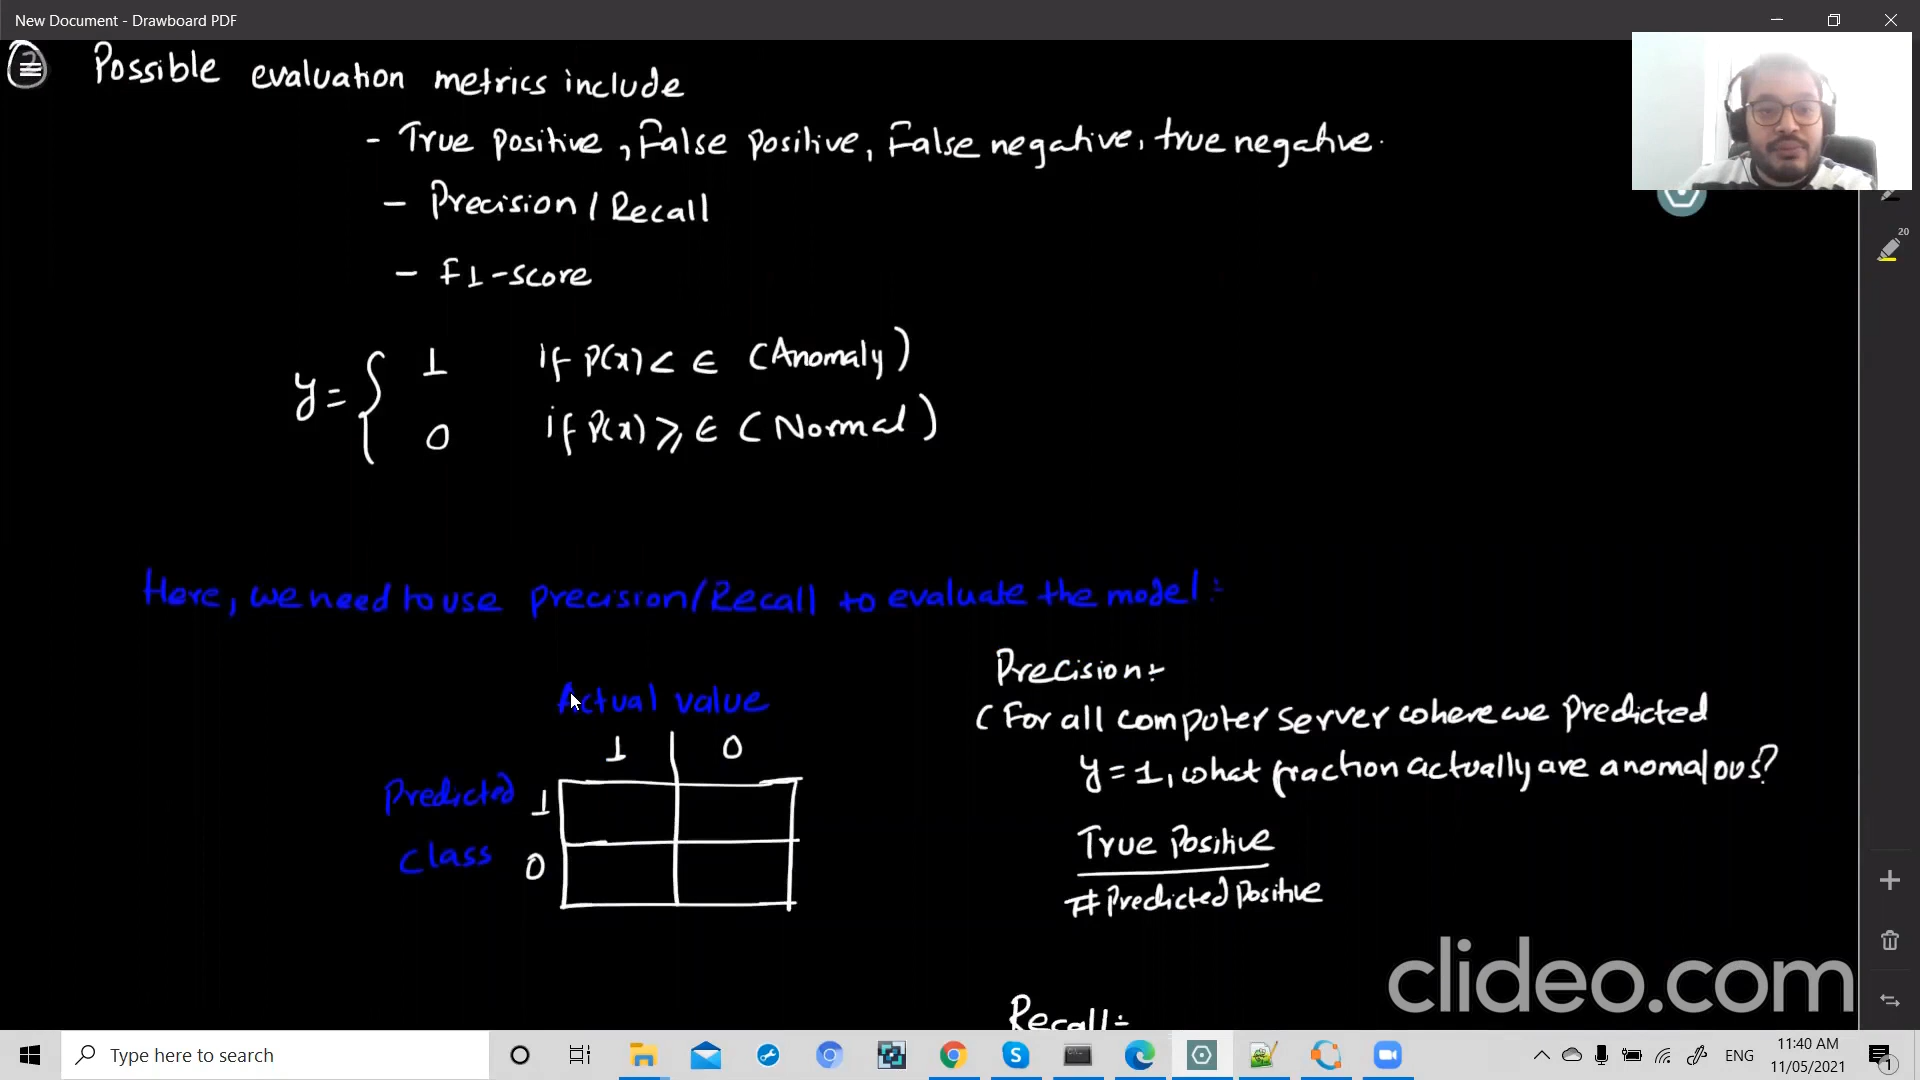 New Document - Drawboard PDF
Possible evaluation metrics include
- True positive, False positive, False negative, true negative.
- Precision / Recall
- F1-score
y = { 1 if P(x) < ∈ (Anomaly)
0 if P(x) ≥ ∈ (Normal)
20
Here, we need to use precision/Recall to evaluate the model:-
Actual value
1 0
Predicted 1
class 0
Precision:-
( For all computer server where we predicted
y = 1, what fraction actually are anomalous?
True Positive
# Predicted Positive
Recall:-
clideo.com
Type here to search
ENG
11:40 AM
11/05/2021
1